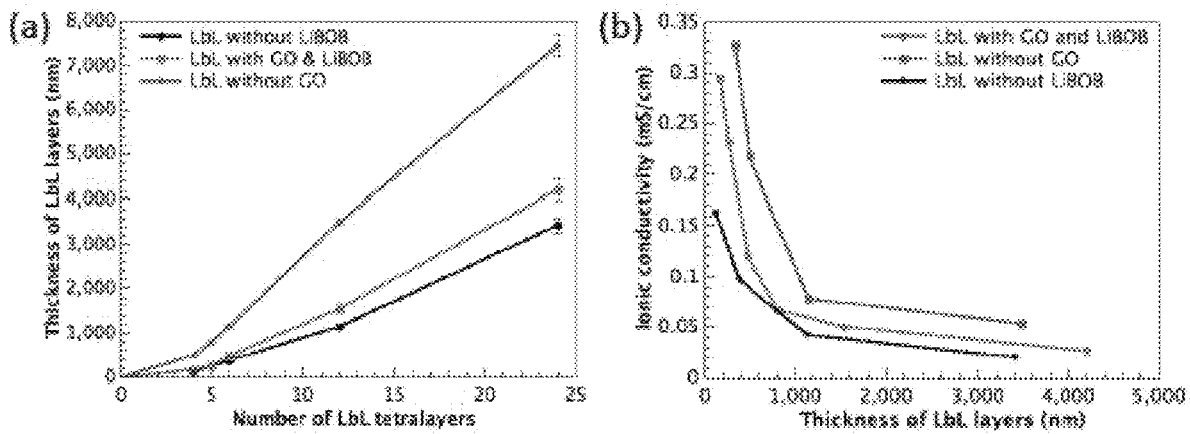 (a)
8,000
7,000
6,000
5,000
4,000
3,000
2,000
1,000
0
Thickness of LbL layers (nm)
LbL without LiBOB
LbL with GO & LiBOB
LbL without GO
0 5 10 15 20 25
Number of LbL tetralayers
(b)
0.35
0.3
0.25
0.2
0.15
0.1
0.05
0
Ionic conductivity (mS/cm)
LbL with GO and LiBOB
LbL without GO
LbL without LiBOB
0 1,000 2,000 3,000 4,000 5,000
Thickness of LbL layers (nm)